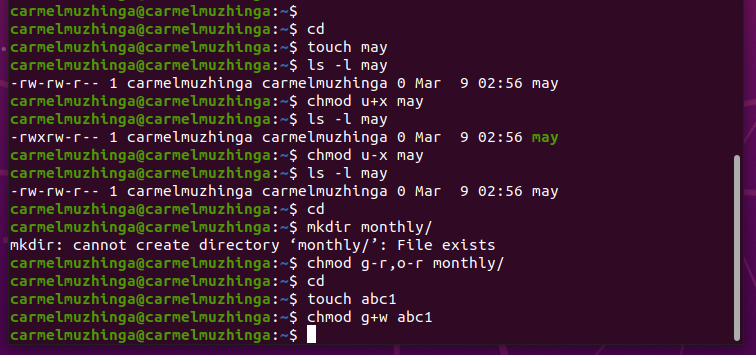 carmelmuzhinga@carmelmuzhinga:~$
carmelmuzhinga@carmelmuzhinga:~$ cd
carmelmuzhinga@carmelmuzhinga:~$ touch may
carmelmuzhinga@carmelmuzhinga:~$ ls -l may
-rw-rw-r-- 1 carmelmuzhinga carmelmuzhinga 0 Mar  9 02:56 may
carmelmuzhinga@carmelmuzhinga:~$ chmod u+x may
carmelmuzhinga@carmelmuzhinga:~$ ls -l may
-rwxrw-r-- 1 carmelmuzhinga carmelmuzhinga 0 Mar  9 02:56 may
carmelmuzhinga@carmelmuzhinga:~$ chmod u-x may
carmelmuzhinga@carmelmuzhinga:~$ ls -l may
-rw-rw-r-- 1 carmelmuzhinga carmelmuzhinga 0 Mar  9 02:56 may
carmelmuzhinga@carmelmuzhinga:~$ cd
carmelmuzhinga@carmelmuzhinga:~$ mkdir monthly/
mkdir: cannot create directory ‘monthly/’: File exists
carmelmuzhinga@carmelmuzhinga:~$ chmod g-r,o-r monthly/
carmelmuzhinga@carmelmuzhinga:~$ cd
carmelmuzhinga@carmelmuzhinga:~$ touch abc1
carmelmuzhinga@carmelmuzhinga:~$ chmod g+w abc1
carmelmuzhinga@carmelmuzhinga:~$